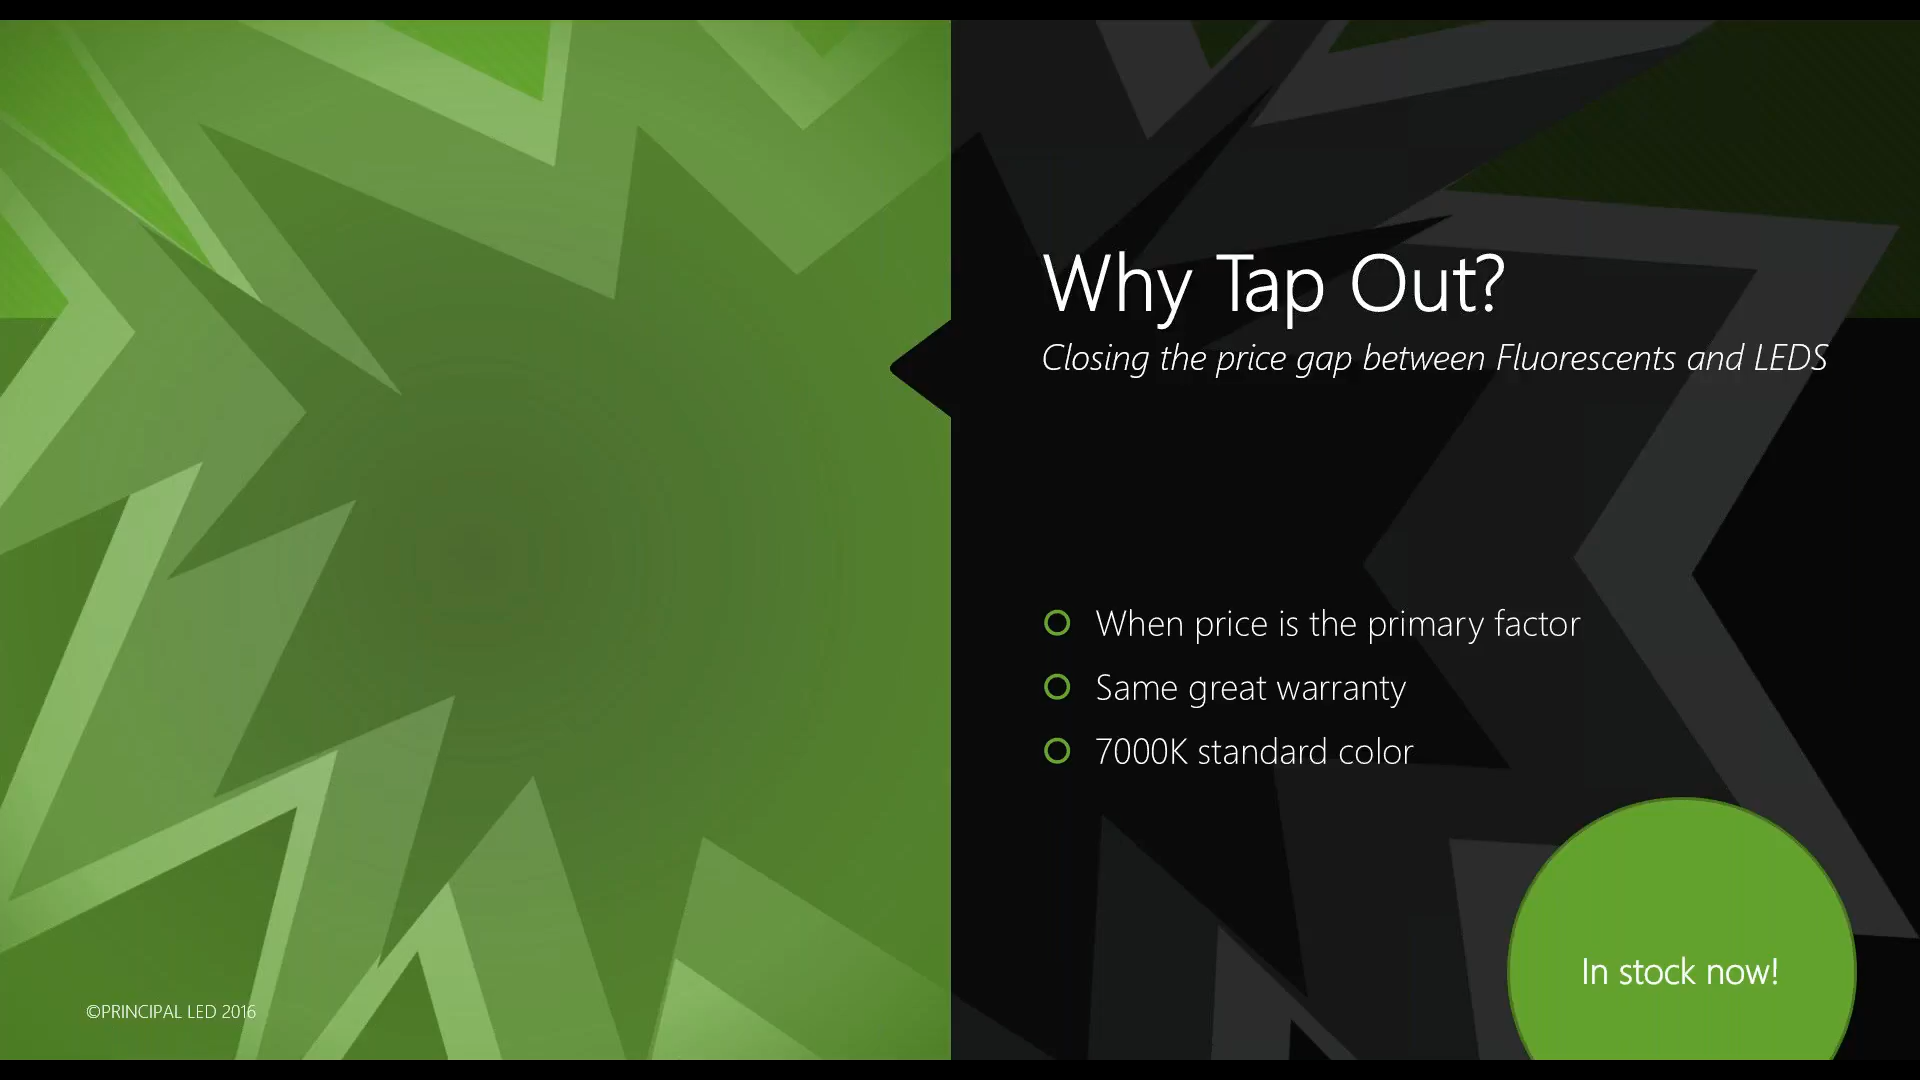 Why Tap Out?
Closing the price gap between Fluorescents and LEDS
When price is the primary factor
Same great warranty
7000K standard color
In stock now!
©PRINCIPAL LED 2016